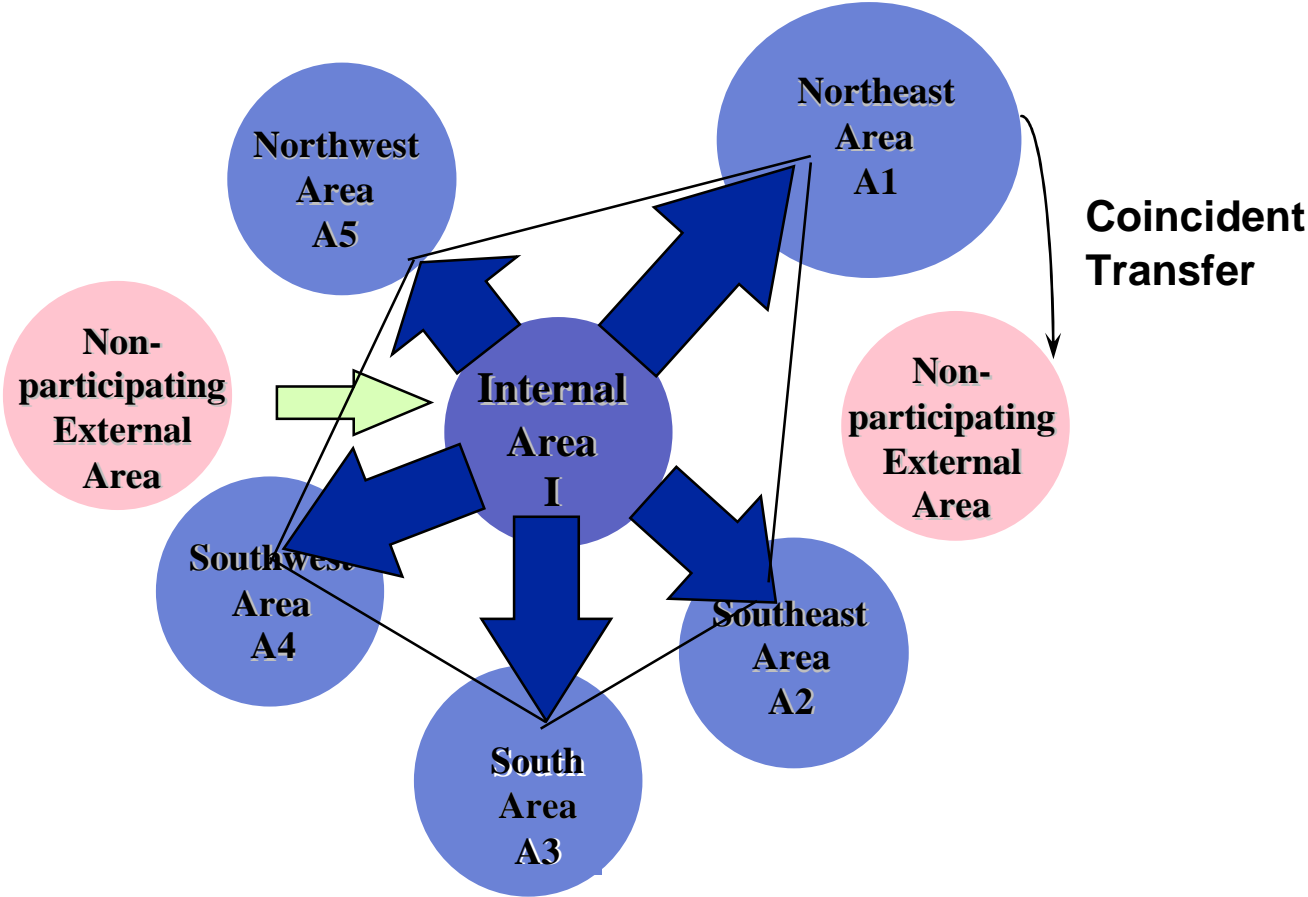 Northeast
Area
A1
Northwest
Area
A5
Coincident
Transfer
Non-
participating
External
Area
Internal
Area
I
Non-
participating
External
Area
Southwest
Area
A4
Southeast
Area
A2
South
Area
A3